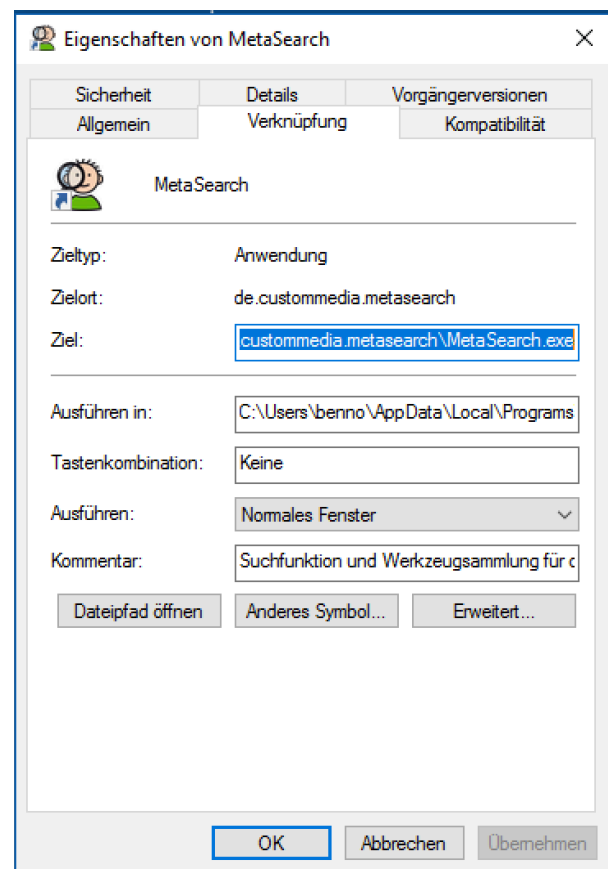 Eigenschaften von MetaSearch
Sicherheit Details Vorgängerversionen
Allgemein Verknüpfung Kompatibilität
MetaSearch
Zieltyp: Anwendung
Zielort: de.custommedia.metasearch
Ziel: custommedia.metasearch\MetaSearch.exe
Ausführen in: C:\Users\benno\AppData\Local\Programs
Tastenkombination: Keine
Ausführen: Normales Fenster
Kommentar: Suchfunktion und Werkzeugsammlung für
Dateipfad öffnen Anderes Symbol... Erweitert...
OK Abbrechen Übernehmen